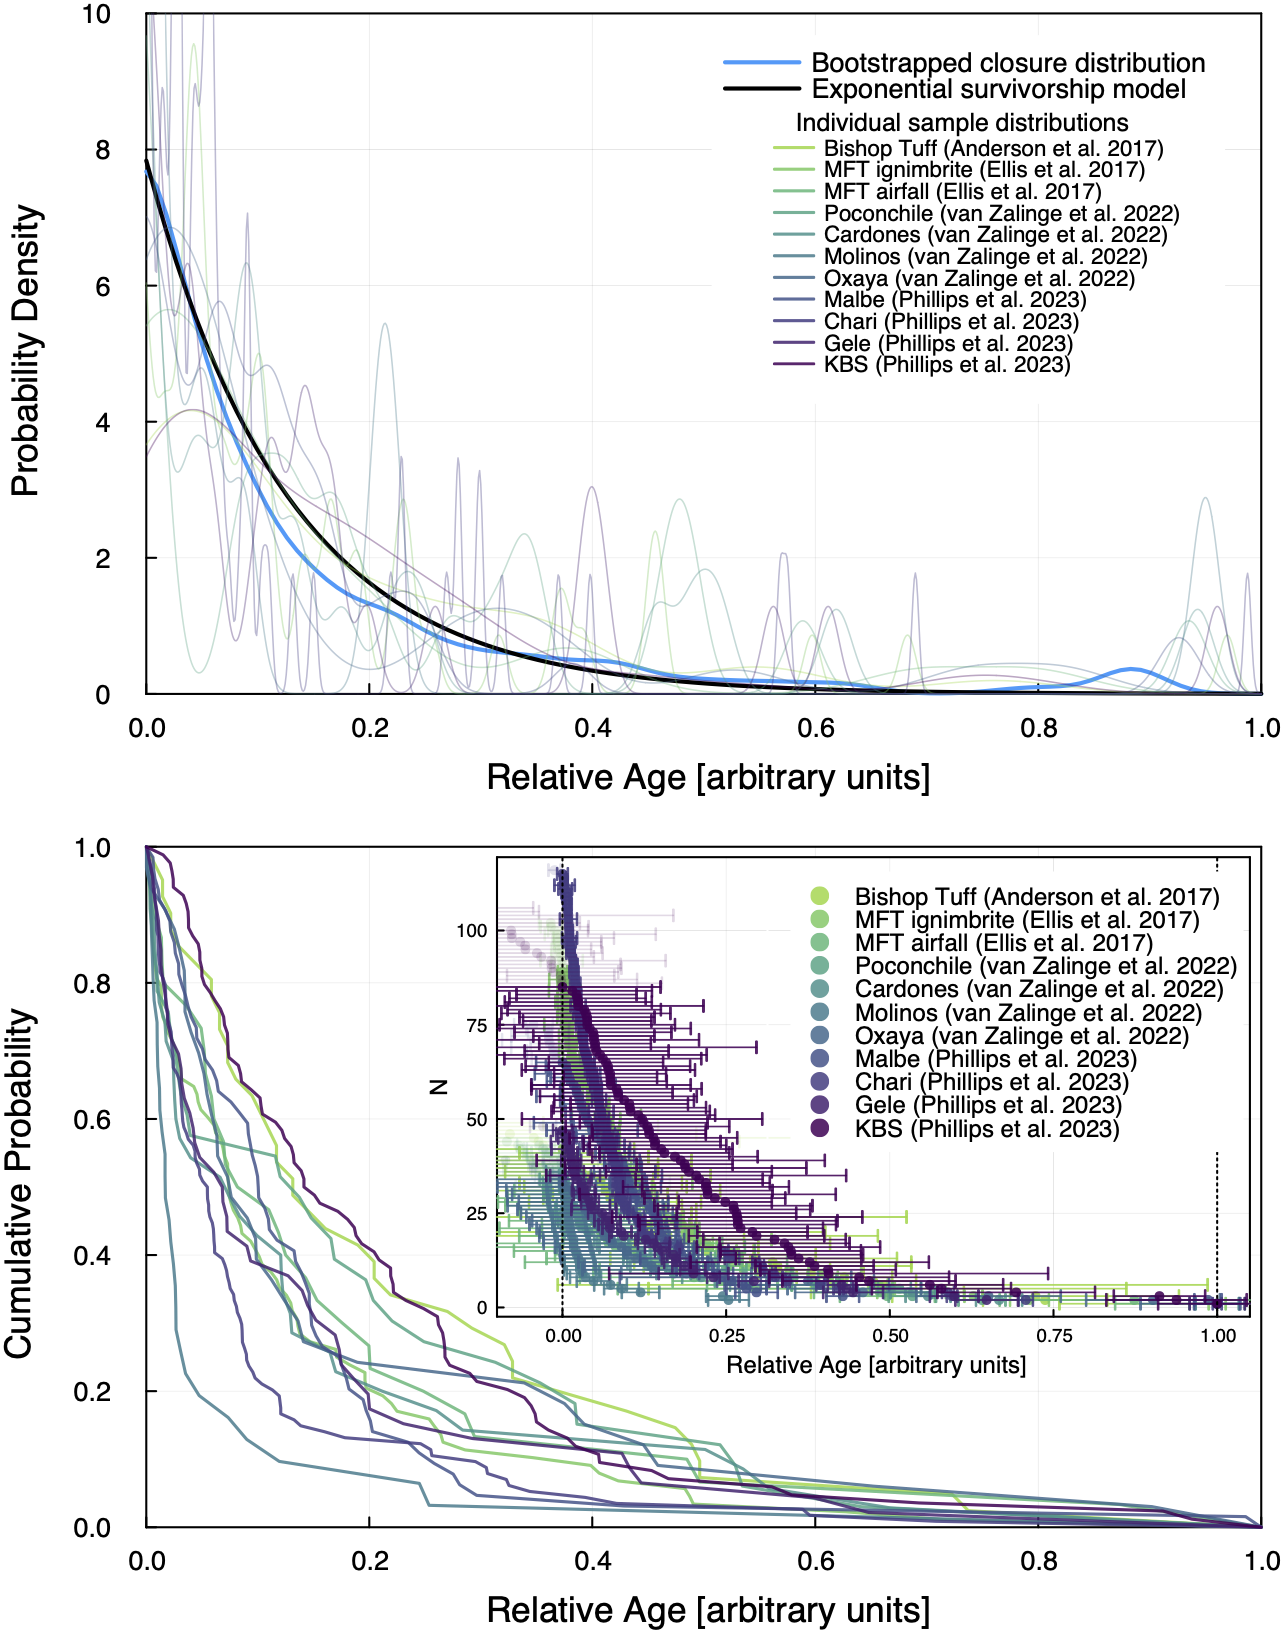 10
8
6
4
2
0
Probability Density
Bootstrapped closure distribution
Exponential survivorship model
Individual sample distributions
Bishop Tuff (Anderson et al. 2017)
MFT ignimbrite (Ellis et al. 2017)
MFT airfall (Ellis et al. 2017)
Poconchile (van Zalinge et al. 2022)
Cardones (van Zalinge et al. 2022)
Molinos (van Zalinge et al. 2022)
Oxaya (van Zalinge et al. 2022)
Malbe (Phillips et al. 2023)
Chari (Phillips et al. 2023)
Gele (Phillips et al. 2023)
KBS (Phillips et al. 2023)
0.0 0.2 0.4 0.6 0.8 1.0
Relative Age [arbitrary units]
1.0
0.8
0.6
0.4
0.2
0.0
Cumulative Probability
100
75
50
25
0
N
Bishop Tuff (Anderson et al. 2017)
MFT ignimbrite (Ellis et al. 2017)
MFT airfall (Ellis et al. 2017)
Poconchile (van Zalinge et al. 2022)
Cardones (van Zalinge et al. 2022)
Molinos (van Zalinge et al. 2022)
Oxaya (van Zalinge et al. 2022)
Malbe (Phillips et al. 2023)
Chari (Phillips et al. 2023)
Gele (Phillips et al. 2023)
KBS (Phillips et al. 2023)
0.00 0.25 0.50 0.75 1.00
Relative Age [arbitrary units]
0.0 0.2 0.4 0.6 0.8 1.0
Relative Age [arbitrary units]